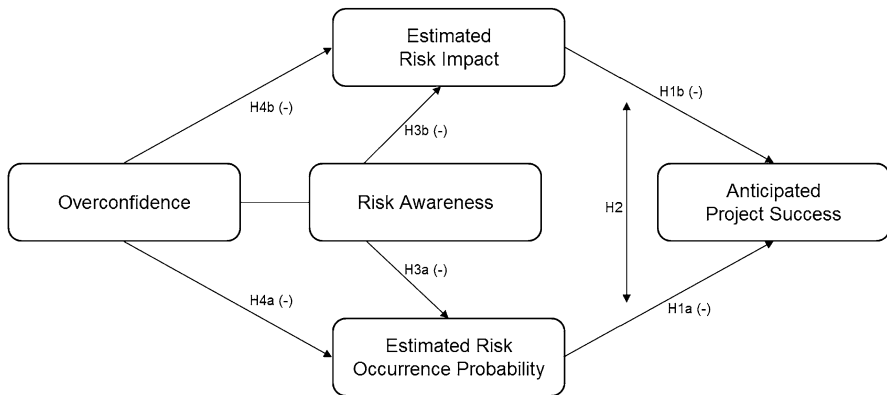 Estimated
Risk Impact
H4b (-)
H1b (-)
H3b (-)
Overconfidence
Risk Awareness
H2
Anticipated
Project Success
H3a (-)
H4a (-)
H1a (-)
Estimated Risk
Occurrence Probability